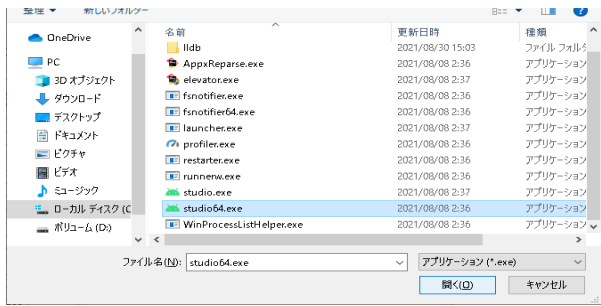 整理 新しいフォルダー
名前 更新日時 種類
OneDrive
PC
3D オブジェクト
ダウンロード
デスクトップ
ドキュメント
ピクチャ
ビデオ
ミュージック
ローカル ディスク (C
ボリューム (D:)
lldb 2021/08/30 15:03 ファイル フォルダ
AppxReparse.exe 2021/08/08 2:36 アプリケーション
elevator.exe 2021/08/08 2:37 アプリケーション
fsnotifier.exe 2021/08/08 2:36 アプリケーション
fsnotifier64.exe 2021/08/08 2:36 アプリケーション
launcher.exe 2021/08/08 2:37 アプリケーション
profiler.exe 2021/08/08 2:36 アプリケーション
restarter.exe 2021/08/08 2:36 アプリケーション
runnerw.exe 2021/08/08 2:36 アプリケーション
studio.exe 2021/08/08 2:37 アプリケーション
studio64.exe 2021/08/08 2:36 アプリケーション
WinProcessListHelper.exe 2021/08/08 2:36 アプリケーション
ファイル名(N): studio64.exe アプリケーション (*.exe)
開く(O) キャンセル